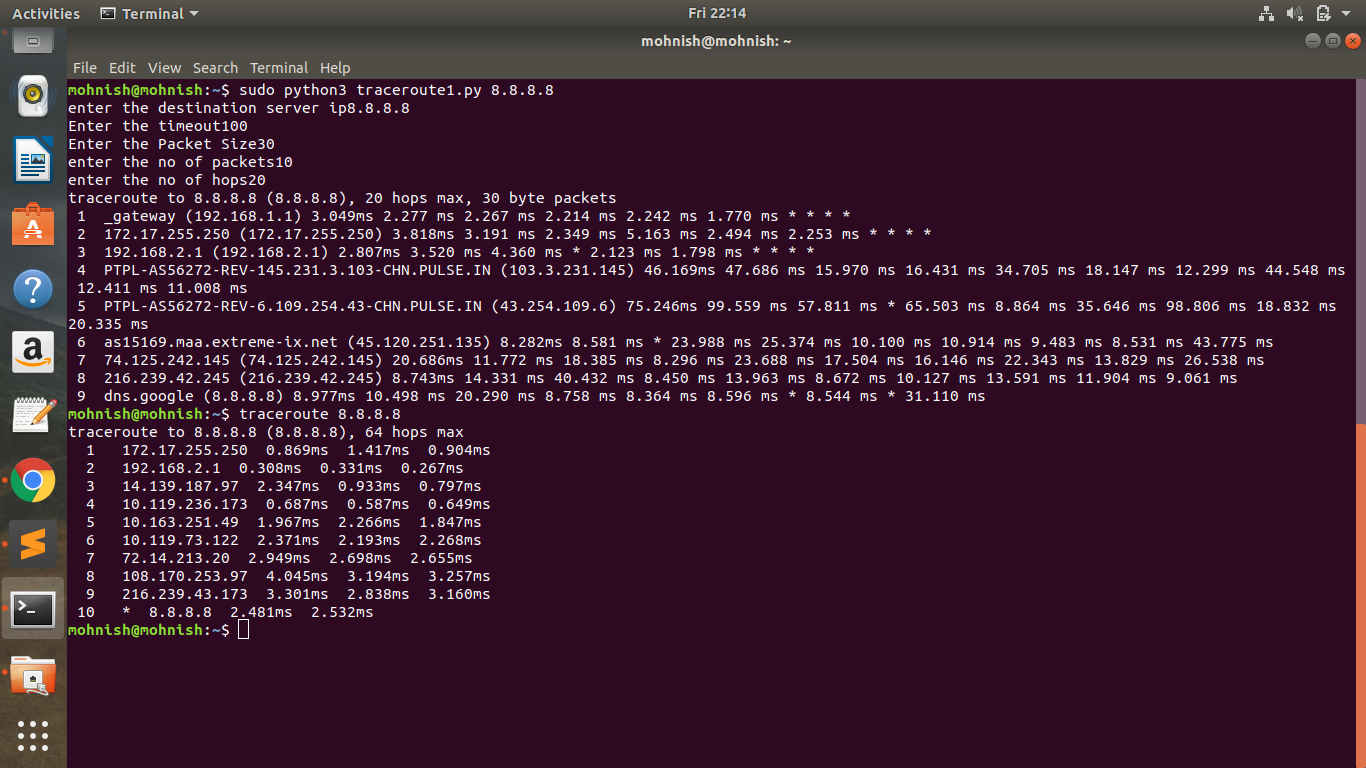 Activities Terminal Fri 22:14
mohnish@mohnish: ~
File Edit View Search Terminal Help
mohnish@mohnish:~$ sudo python3 traceroute1.py 8.8.8.8
enter the destination server ip8.8.8.8
Enter the timeout100
Enter the Packet Size30
enter the no of packets10
enter the no of hops20
traceroute to 8.8.8.8 (8.8.8.8), 20 hops max, 30 byte packets
1 _gateway (192.168.1.1) 3.049ms 2.277 ms 2.267 ms 2.214 ms 2.242 ms 1.770 ms * * * *
2 172.17.255.250 (172.17.255.250) 3.818ms 3.191 ms 2.349 ms 5.163 ms 2.494 ms 2.253 ms * * * *
3 192.168.2.1 (192.168.2.1) 2.807ms 3.520 ms 4.360 ms * 2.123 ms 1.798 ms * * * *
4 PTPL-AS56272-REV-145.231.3.103-CHN.PULSE.IN (103.3.231.145) 46.169ms 47.686 ms 15.970 ms 16.431 ms 34.705 ms 18.147 ms 12.299 ms 44.548 ms
12.411 ms 11.008 ms
5 PTPL-AS56272-REV-6.109.254.43-CHN.PULSE.IN (43.254.109.6) 75.246ms 99.559 ms 57.811 ms * 65.503 ms 8.864 ms 35.646 ms 98.806 ms 18.832 ms
20.335 ms
6 as15169.maa.extreme-ix.net (45.120.251.135) 8.282ms 8.581 ms * 23.988 ms 25.374 ms 10.100 ms 10.914 ms 9.483 ms 8.531 ms 43.775 ms
7 74.125.242.145 (74.125.242.145) 20.686ms 11.772 ms 18.385 ms 8.296 ms 23.688 ms 17.504 ms 16.146 ms 22.343 ms 13.829 ms 26.538 ms
8 216.239.42.245 (216.239.42.245) 8.743ms 14.331 ms 40.432 ms 8.450 ms 13.963 ms 8.672 ms 10.127 ms 13.591 ms 11.904 ms 9.061 ms
9 dns.google (8.8.8.8) 8.977ms 10.498 ms 20.290 ms 8.758 ms 8.364 ms 8.596 ms * 8.544 ms * 31.110 ms
mohnish@mohnish:~$ traceroute 8.8.8.8
traceroute to 8.8.8.8 (8.8.8.8), 64 hops max
1 172.17.255.250 0.869ms 1.417ms 0.904ms
2 192.168.2.1 0.308ms 0.331ms 0.267ms
3 14.139.187.97 2.347ms 0.933ms 0.797ms
4 10.119.236.173 0.687ms 0.587ms 0.649ms
5 10.163.251.49 1.967ms 2.266ms 1.847ms
6 10.119.73.122 2.371ms 2.193ms 2.268ms
7 72.14.213.20 2.949ms 2.698ms 2.655ms
8 108.170.253.97 4.045ms 3.194ms 3.257ms
9 216.239.43.173 3.301ms 2.838ms 3.160ms
10 * 8.8.8.8 2.481ms 2.532ms
mohnish@mohnish:~$